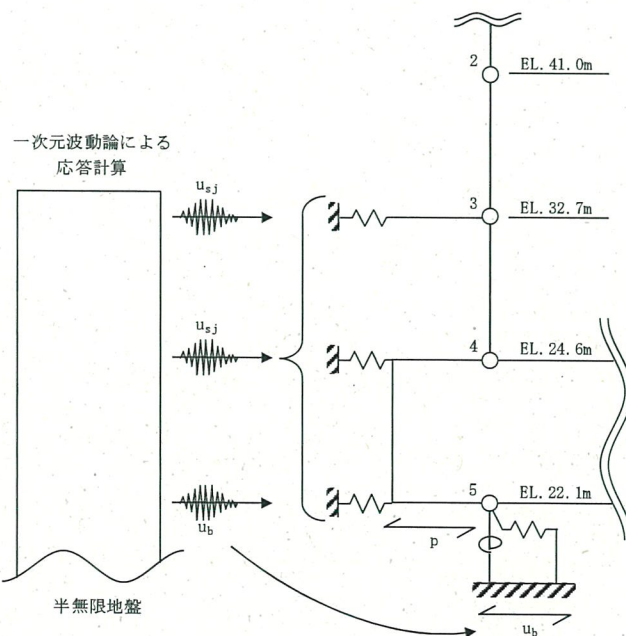 2
EL. 41.0m
一次元波動論による
応答計算
u_sj
3
EL. 32.7m
u_sj
4
EL. 24.6m
u_b
5
EL. 22.1m
p
半無限地盤
u_b